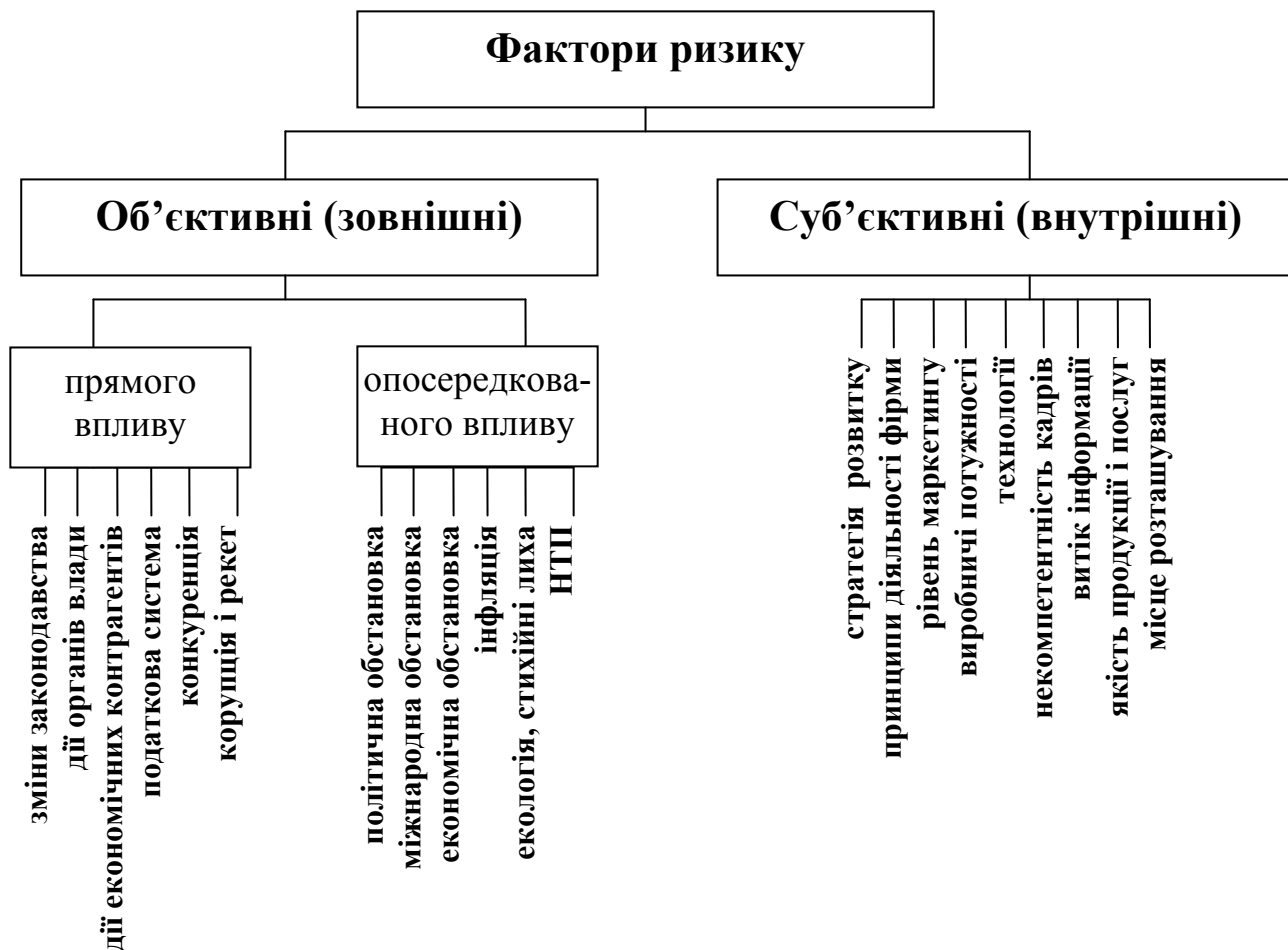 Фактори ризику
Об’єктивні (зовнішні)
Суб’єктивні (внутрішні)
прямого
впливу
опосередкова-
ного впливу
зміни законодавства
дії органів влади
дії економічних контрагентів
податкова система
конкуренція
корупція і рекет
політична обстановка
міжнародна обстановка
економічна обстановка
інфляція
екологія, стихійні лиха
НТП
стратегія розвитку
принципи діяльності фірми
рівень маркетингу
виробничі потужності
технології
некомпетентність кадрів
витік інформації
якість продукції і послуг
місце розташування